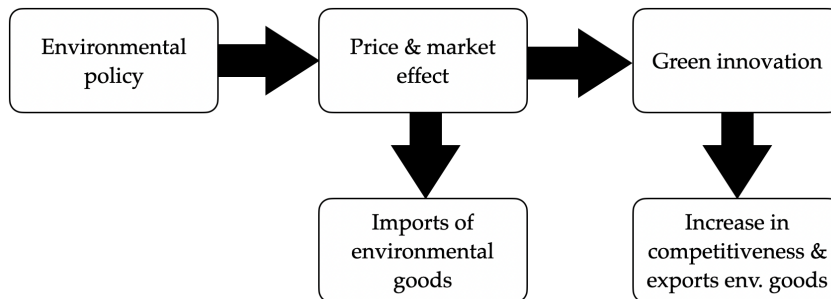 Environmental
policy
Price & market
effect
Green innovation
Imports of
environmental
goods
Increase in
competitiveness &
exports env. goods